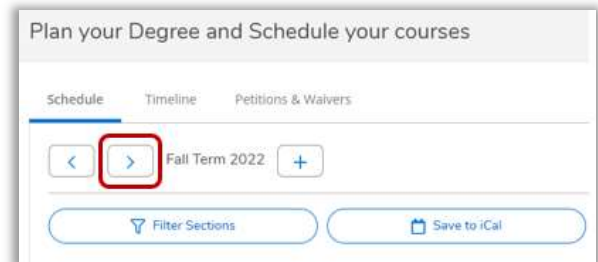 Plan your Degree and Schedule your courses
Schedule Timeline Petitions & Waivers
< > Fall Term 2022 +
Filter Sections Save to iCal